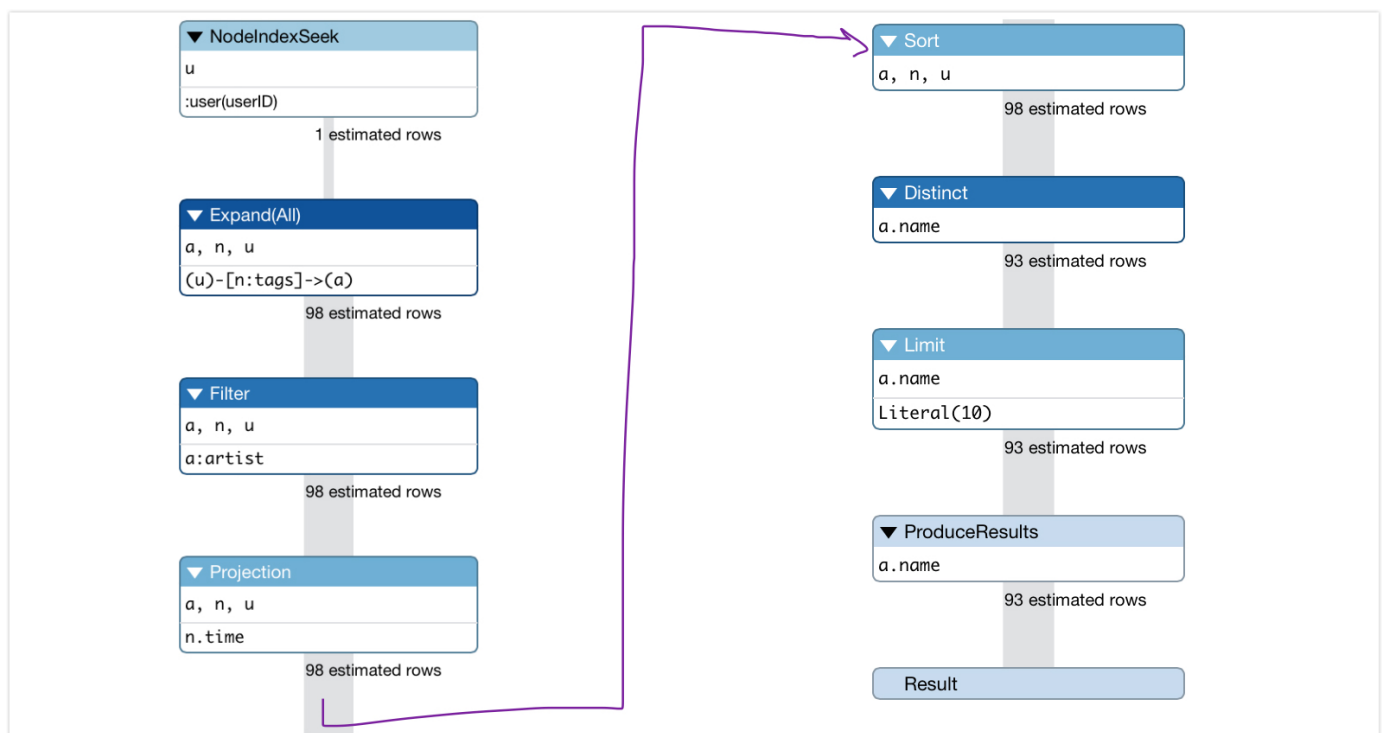 NodeIndexSeek
u
:user(userID)
1 estimated rows
Expand(All)
a, n, u
(u)-[n:tags]->(a)
98 estimated rows
Filter
a, n, u
a:artist
98 estimated rows
Projection
a, n, u
n.time
98 estimated rows
Sort
a, n, u
98 estimated rows
Distinct
a.name
93 estimated rows
Limit
a.name
Literal(10)
93 estimated rows
ProduceResults
a.name
93 estimated rows
Result